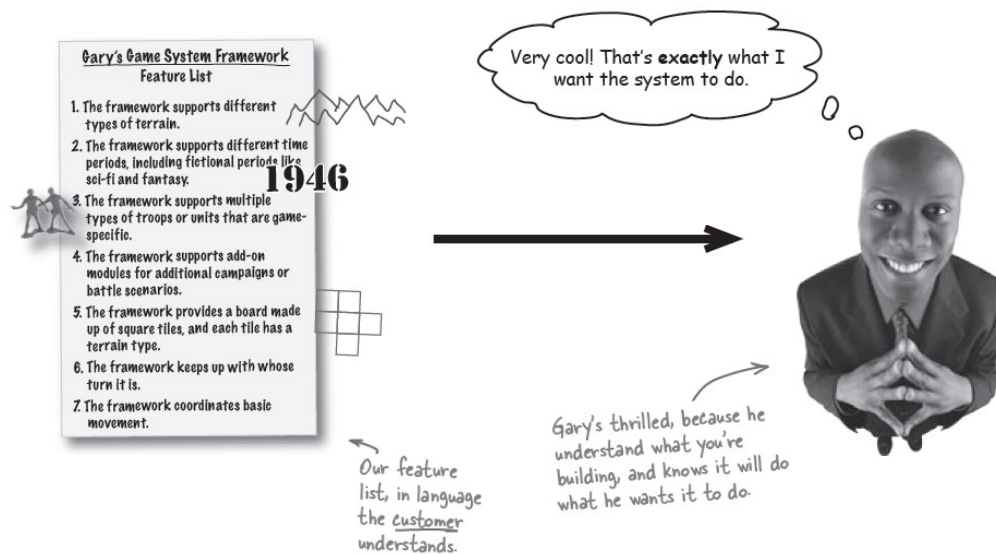 Gary's Game System Framework
Feature List
1. The framework supports different
types of terrain.
2. The framework supports different time
periods, including fictional periods like
sci-fi and fantasy.
1946
3. The framework supports multiple
types of troops or units that are game-
specific.
4. The framework supports add-on
modules for additional campaigns or
battle scenarios.
5. The framework provides a board made
up of square tiles, and each tile has a
terrain type.
6. The framework keeps up with whose
turn it is.
7. The framework coordinates basic
movement.
Very cool! That's exactly what I
want the system to do.
Our feature
list, in language
the customer
understands.
Gary's thrilled, because he
understand what you're
building, and knows it will do
what he wants it to do.